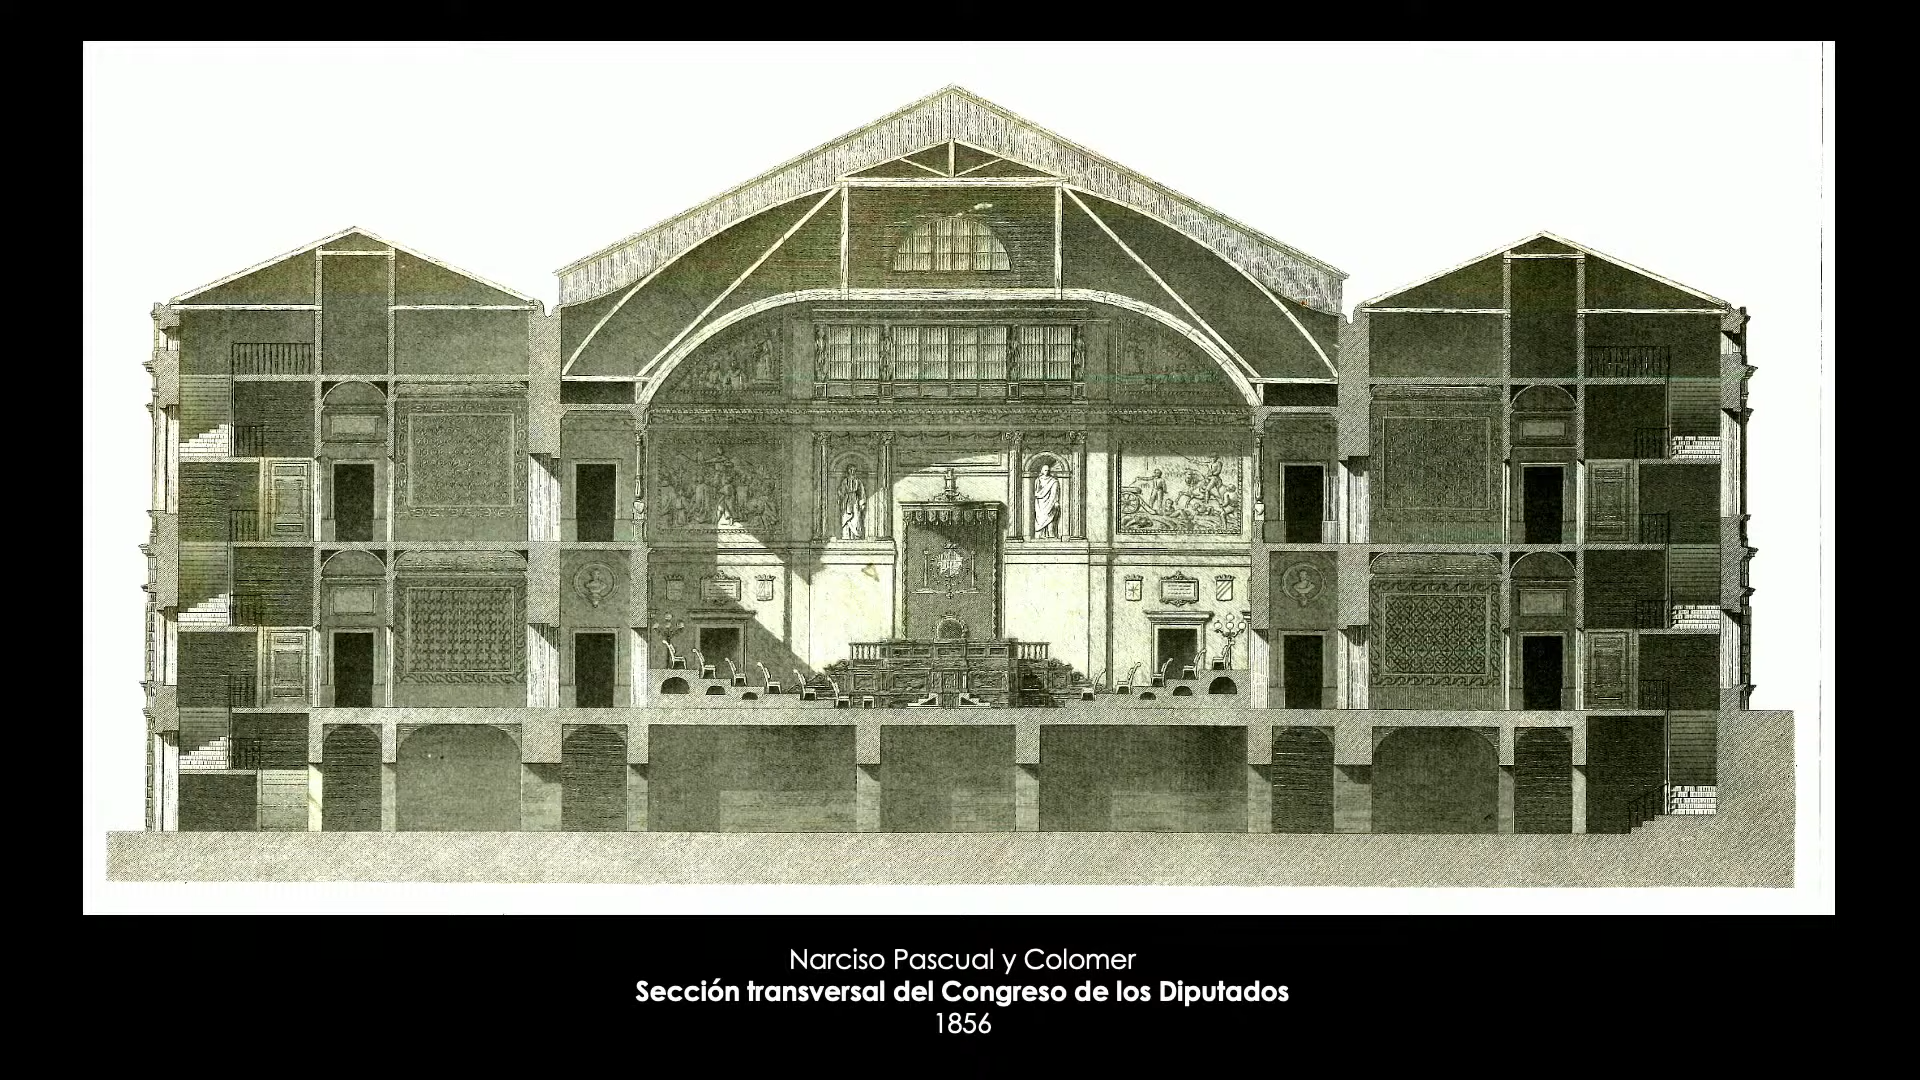 Narciso Pascual y Colomer
Sección transversal del Congreso de los Diputados
1856